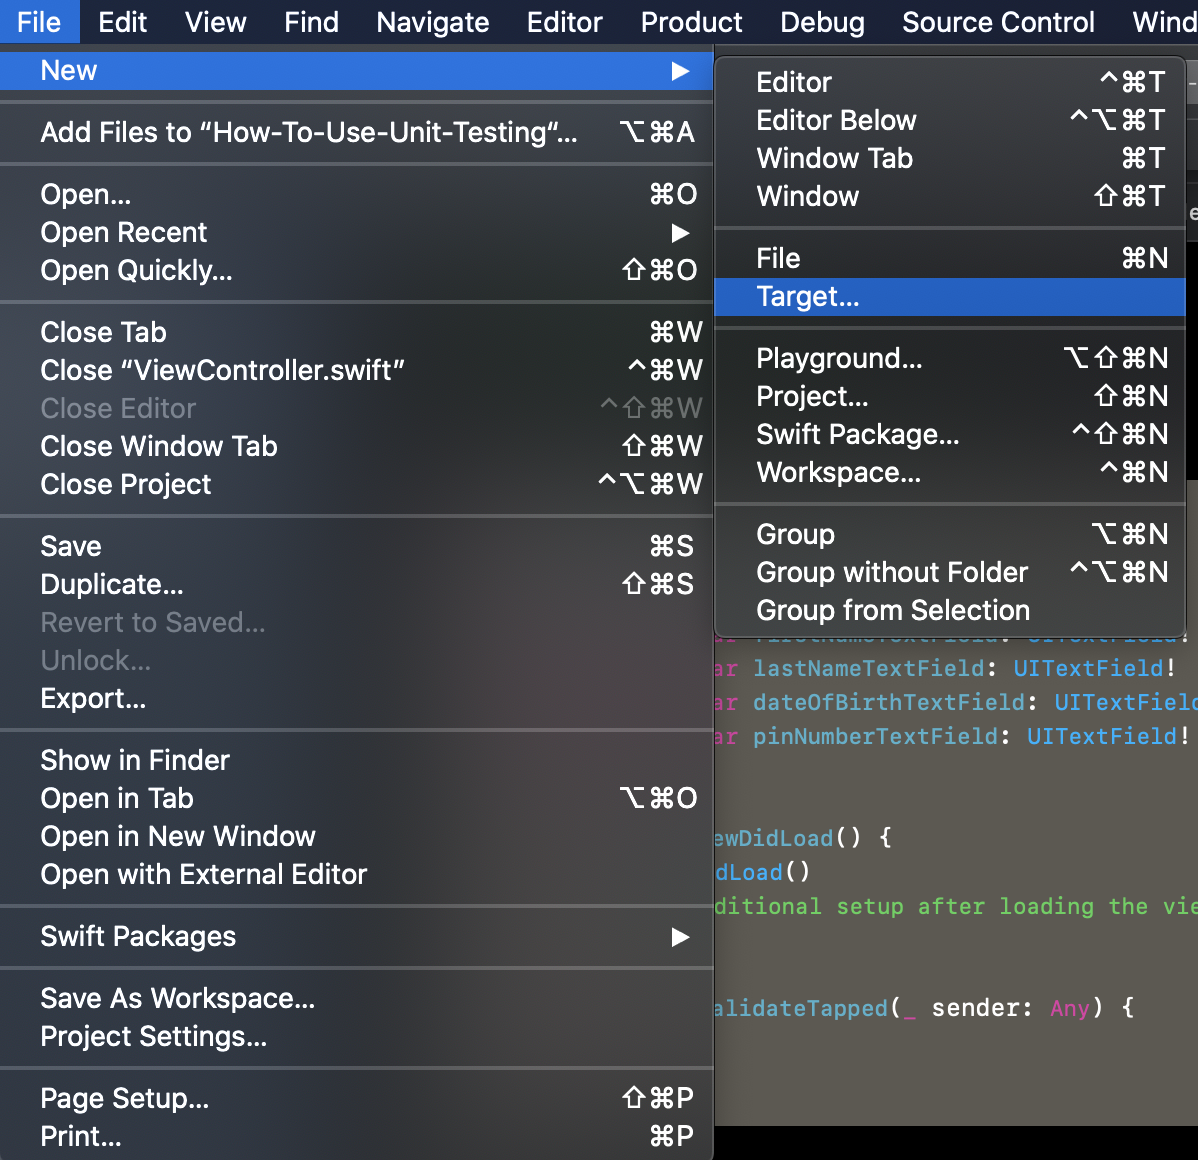 File Edit View Find Navigate Editor Product Debug Source Control Wind
New ▶
Add Files to “How-To-Use-Unit-Testing“... ⌥⌘A
Open... ⌘O
Open Recent ▶
Open Quickly... ⇧⌘O
Close Tab ⌘W
Close “ViewController.swift” ^⌘W
Close Editor ^⇧⌘W
Close Window Tab ⇧⌘W
Close Project ^⌥⌘W
Save ⌘S
Duplicate... ⇧⌘S
Revert to Saved...
Unlock...
Export...
Show in Finder
Open in Tab ⌥⌘O
Open in New Window
Open with External Editor
Swift Packages ▶
Save As Workspace...
Project Settings...
Page Setup... ⇧⌘P
Print... ⌘P
Editor ^⌘T
Editor Below ^⌥⌘T
Window Tab ⌘T
Window ⇧⌘T
File ⌘N
Target...
Playground... ⌥⇧⌘N
Project... ⇧⌘N
Swift Package... ^⇧⌘N
Workspace... ^⌘N
Group ⌥⌘N
Group without Folder ^⌥⌘N
Group from Selection
ar lastNameTextField: UITextField!
ar dateOfBirthTextField: UITextField
ar pinNumberTextField: UITextField!
ewDidLoad() {
dLoad()
ditional setup after loading the vie
alidateTapped(_ sender: Any) {